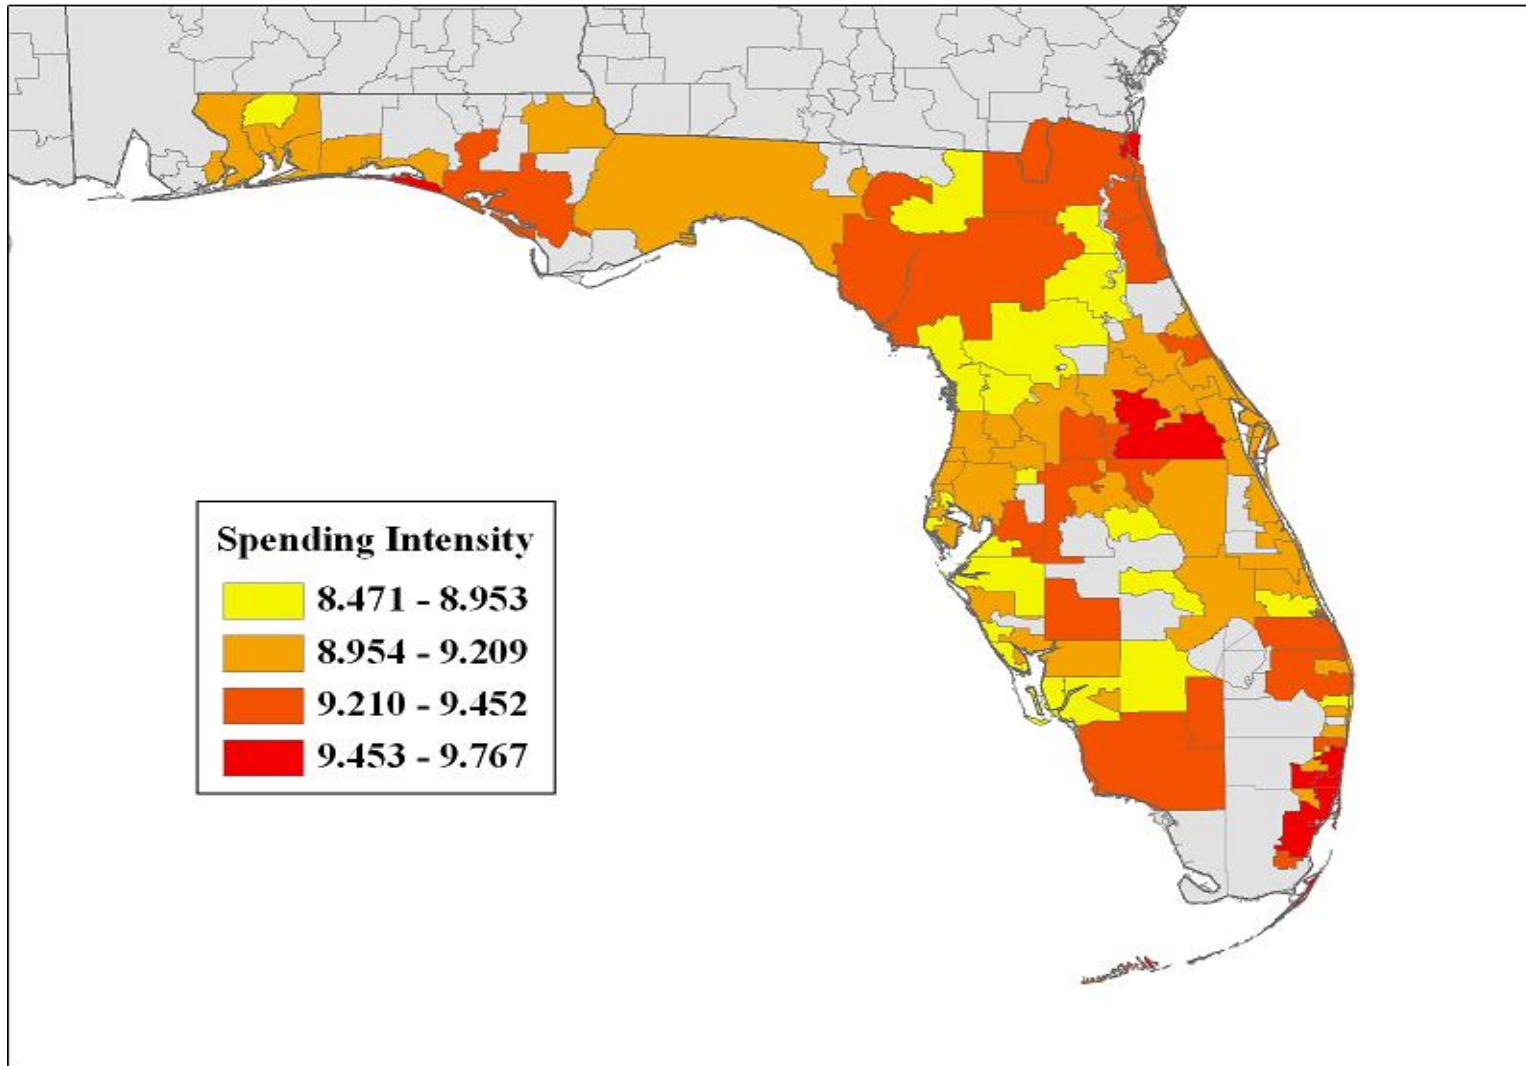 Spending Intensity
8.471 - 8.953
8.954 - 9.209
9.210 - 9.452
9.453 - 9.767